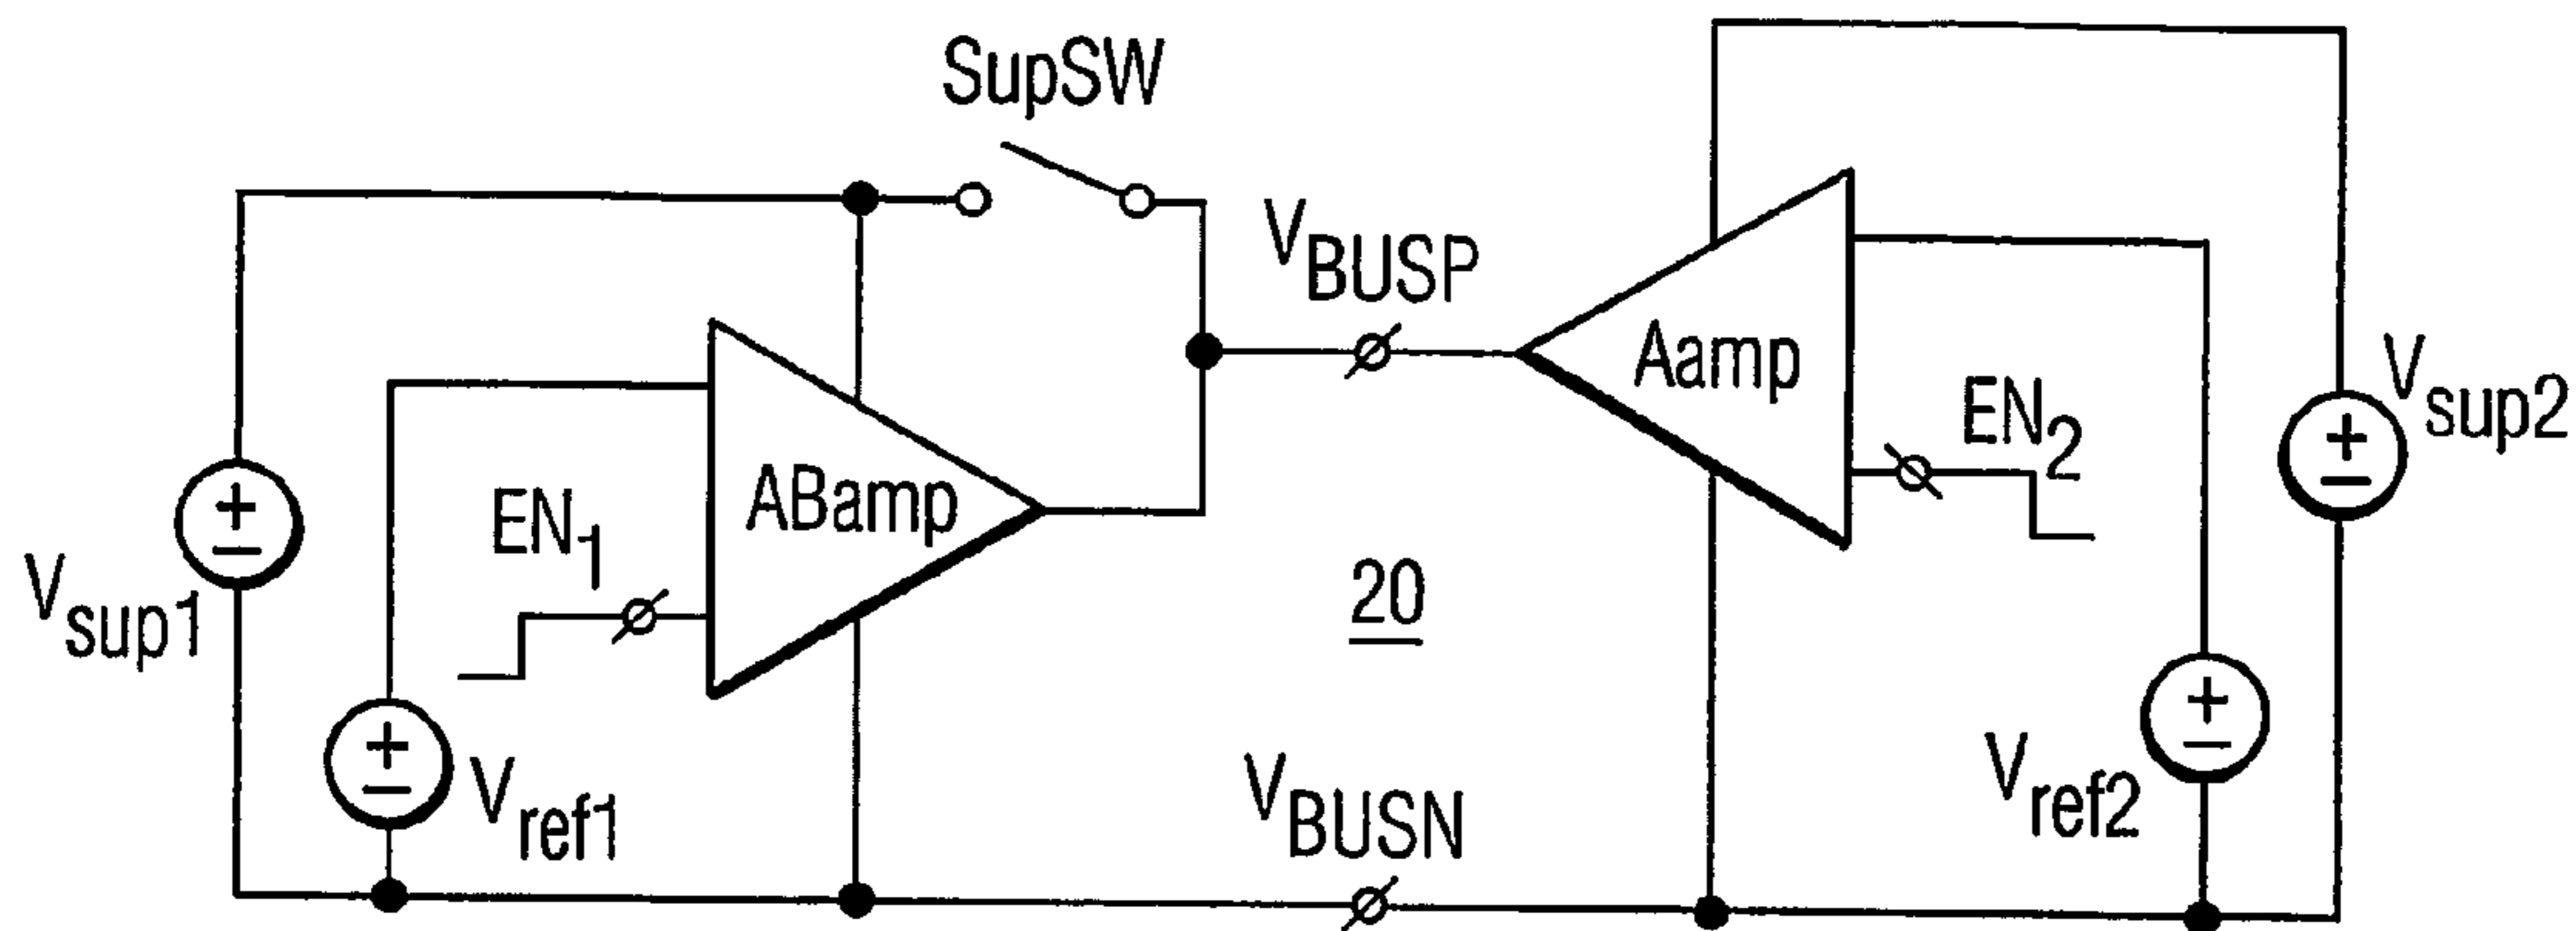 SupSW
VBUSP
Aamp
Vsup2
EN2
ABamp
EN1
Vsup1
20
Vref1
VBUSN
Vref2